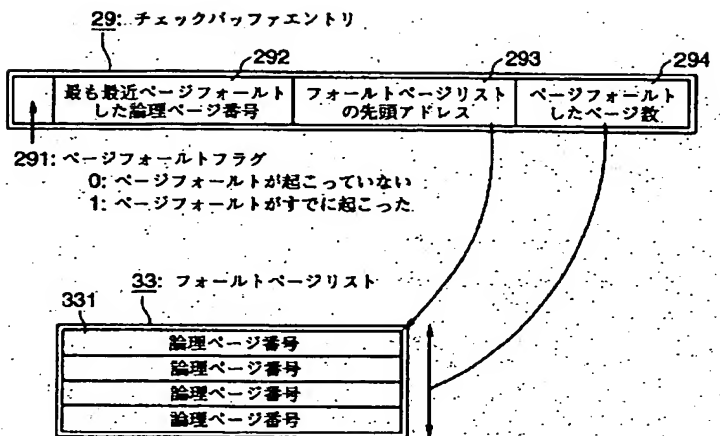 29: チェックバッファエントリ
292
293
294
最も最近ページフォールト
した論理ページ番号
フォールトページリスト
の先頭アドレス
ページフォールト
したページ数
291: ページフォールトフラグ
0: ページフォールトが起こっていない
1: ページフォールトがすでに起こった
33: フォールトページリスト
331
論理ページ番号
論理ページ番号
論理ページ番号
論理ページ番号